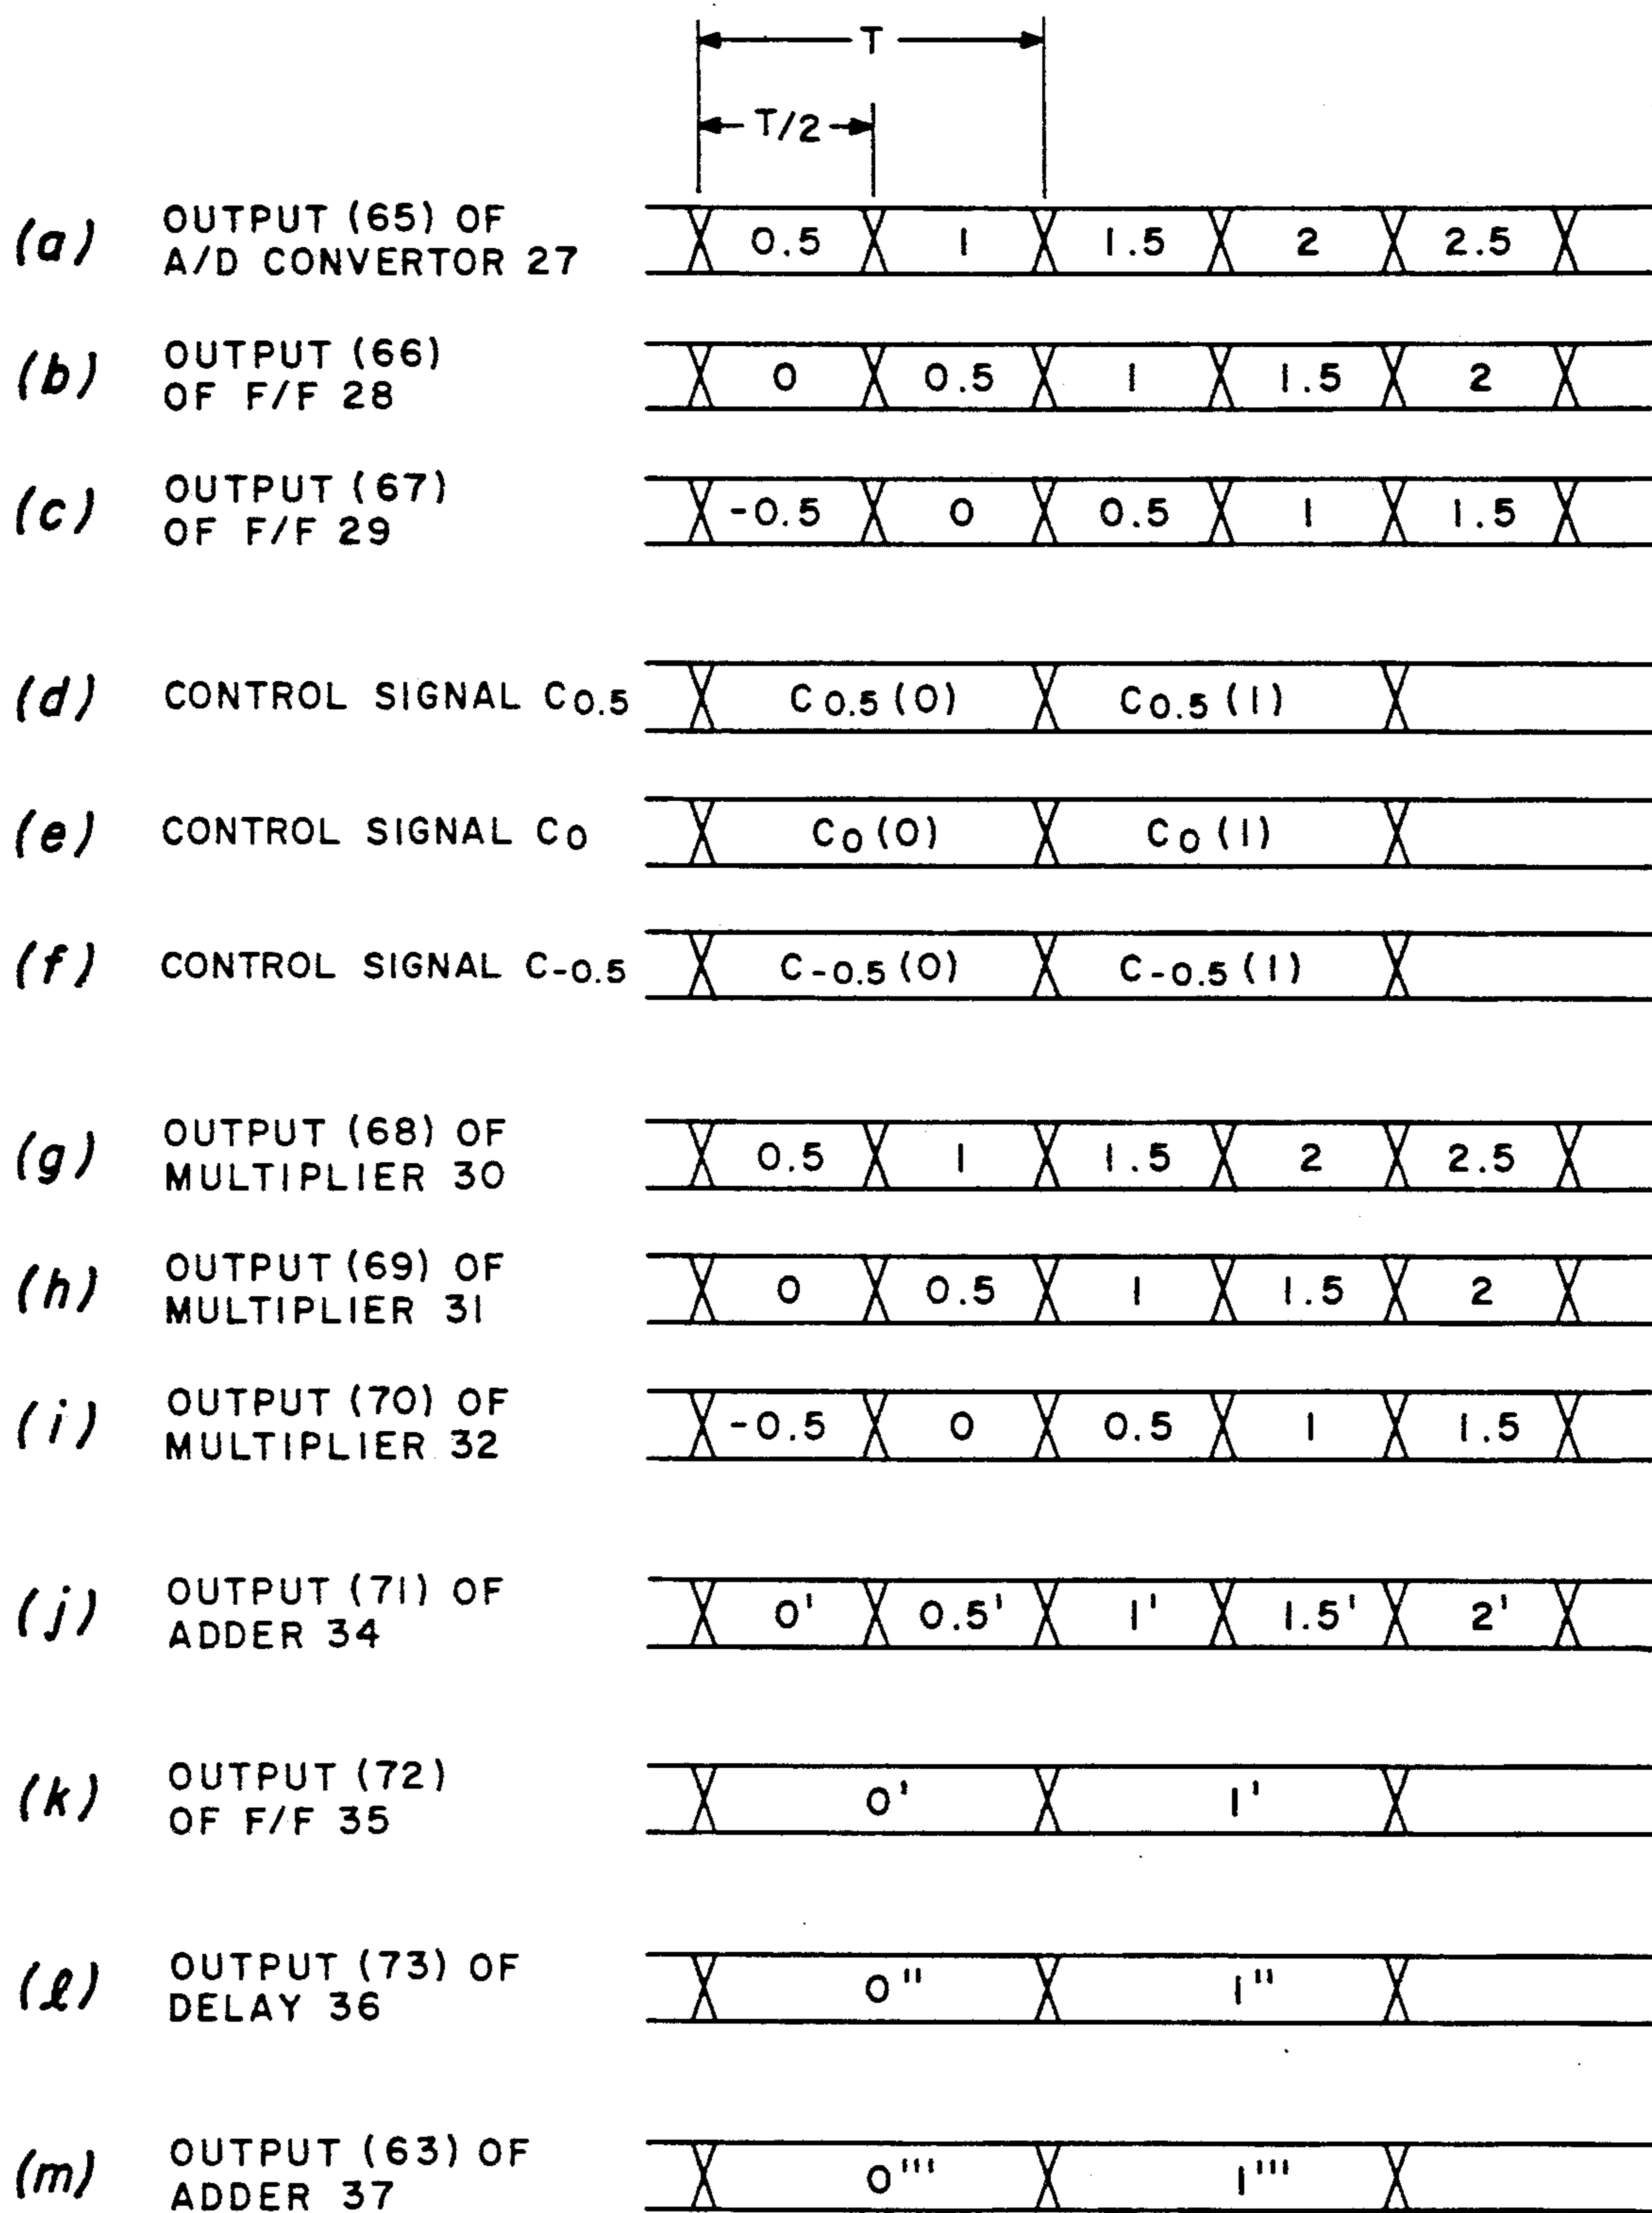 T
T/2
(a) OUTPUT (65) OF
A/D CONVERTOR 27
0.5 1 1.5 2 2.5
(b) OUTPUT (66)
OF F/F 28
0 0.5 1 1.5 2
(c) OUTPUT (67)
OF F/F 29
-0.5 0 0.5 1 1.5
(d) CONTROL SIGNAL C0.5
C0.5 (0) C0.5 (1)
(e) CONTROL SIGNAL C0
C0 (0) C0 (1)
(f) CONTROL SIGNAL C-0.5
C-0.5 (0) C-0.5 (1)
(g) OUTPUT (68) OF
MULTIPLIER 30
0.5 1 1.5 2 2.5
(h) OUTPUT (69) OF
MULTIPLIER 31
0 0.5 1 1.5 2
(i) OUTPUT (70) OF
MULTIPLIER 32
-0.5 0 0.5 1 1.5
(j) OUTPUT (71) OF
ADDER 34
0' 0.5' 1' 1.5' 2'
(k) OUTPUT (72)
OF F/F 35
0' 1'
(l) OUTPUT (73) OF
DELAY 36
0'' 1''
(m) OUTPUT (63) OF
ADDER 37
0''' 1'''